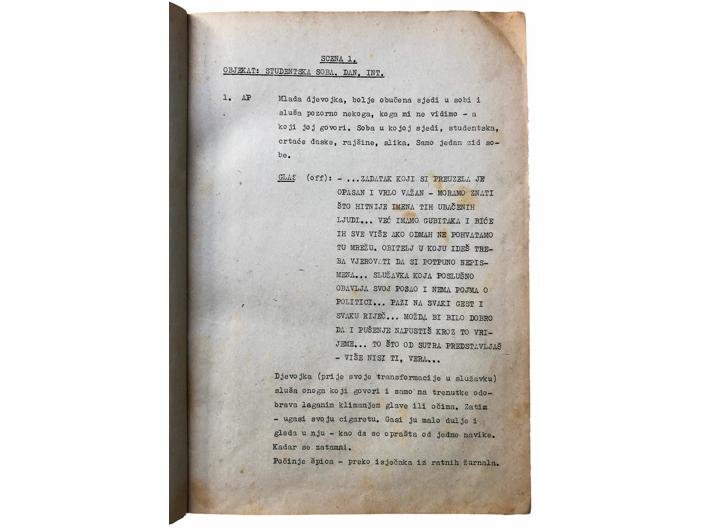 SCENA 1.
OBJEKAT: STUDENTSKA SOBA, DAN, INT.
1. AP Mlada djevojka, bolje obučena sjedi u sobi i
sluša pozorno nekoga, koga mi ne vidimo - a
koji joj govori. Soba u kojoj sjedi, studentska,
crtaće daske, rajšine, slika. Samo jedan zid so-
be.
GLAS (off): - ...ZADATAK KOJI SI PREUZELA JE
OPASAN I VRLO VAŽAN - MORAMO ZNATI
ŠTO HITNIJE IMENA TIH UBAČENIH
LJUDI... VEĆ IMAMO GUBITAKA I BIĆE
IH SVE VIŠE AKO ODMAH NE POHVATAMO
TU MREŽU. OBITELJ U KOJU IDEŠ TRE-
BA VJEROVATI DA SI POTPUNO NEPIS-
MENA... SLUŽAVKA KOJA POSLUŠNO
OBAVLJA SVOJ POSAO I NEMA POJMA O
POLITICI... PAZI NA SVAKI GEST I
SVAKU RIJEČ... MOŽDA BI BILO DOBRO
DA I PUŠENJE NAPUSTIŠ KROZ TO VRI-
JEME... TO ŠTO OD SUTRA PREDSTAVLJAŠ
- VIŠE NISI TI, VERA...
Djevojka (prije svoje transformacije u služavku)
sluša onoga koji govori i samo na trenutke odo-
brava laganim klimanjem glave ili očima. Zatim
- ugasi svoju cigaretu. Gasi ju malo dulje i
gleda u nju - kao da se oprašta od jedne navike.
Kadar se zatamni.
Počinje špica - preko isječaka iz ratnih žurnala.